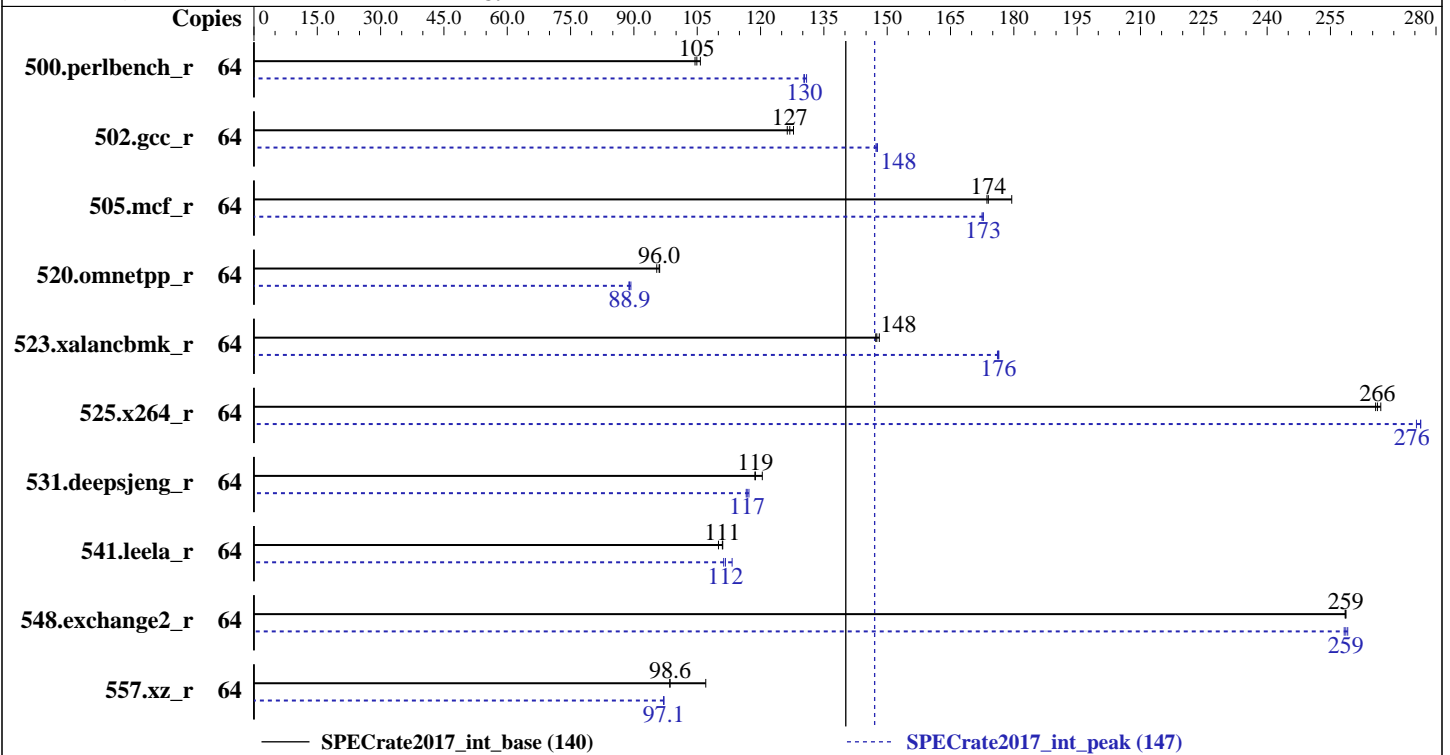 Copies 0 15.0 30.0 45.0 60.0 75.0 90.0 105 120 135 150 165 180 195 210 225 240 255 280
500.perlbench_r 64 105
130
502.gcc_r 64 127
148
505.mcf_r 64 174
173
520.omnetpp_r 64 96.0
88.9
523.xalancbmk_r 64 148
176
525.x264_r 64 266
276
531.deepsjeng_r 64 119
117
541.leela_r 64 111
112
548.exchange2_r 64 259
259
557.xz_r 64 98.6
97.1
SPECrate2017_int_base (140) SPECrate2017_int_peak (147)